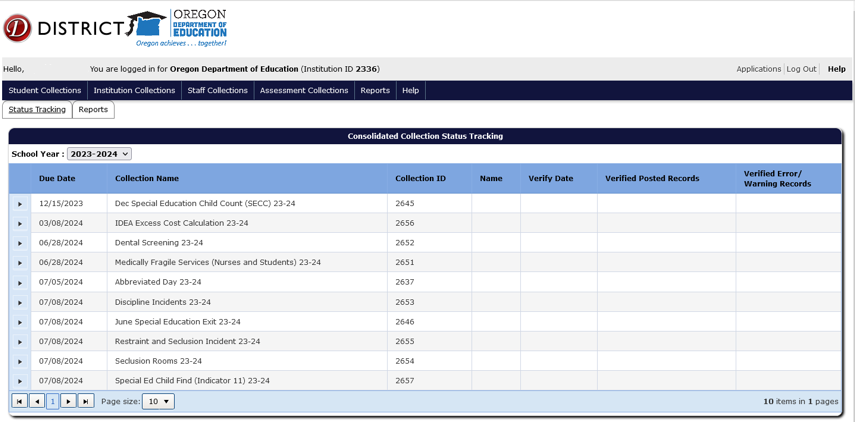 DISTRICT
OREGON
DEPARTMENT
OF EDUCATION
Oregon achieves . . . together!
Hello, You are logged in for Oregon Department of Education (Institution ID 2336) Applications Log Out Help
Student Collections Institution Collections Staff Collections Assessment Collections Reports Help
Status Tracking Reports
Consolidated Collection Status Tracking
School Year : 2023-2024
Due Date Collection Name Collection ID Name Verify Date Verified Posted Records Verified Error/
Warning Records
12/15/2023 Dec Special Education Child Count (SECC) 23-24 2645
03/08/2024 IDEA Excess Cost Calculation 23-24 2656
06/28/2024 Dental Screening 23-24 2652
06/28/2024 Medically Fragile Services (Nurses and Students) 23-24 2651
07/05/2024 Abbreviated Day 23-24 2637
07/08/2024 Discipline Incidents 23-24 2653
07/08/2024 June Special Education Exit 23-24 2646
07/08/2024 Restraint and Seclusion Incident 23-24 2655
07/08/2024 Seclusion Rooms 23-24 2654
07/08/2024 Special Ed Child Find (Indicator 11) 23-24 2657
1 Page size: 10 10 items in 1 pages